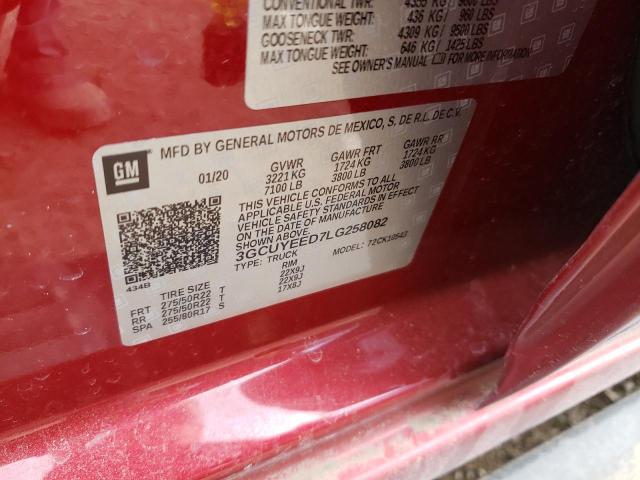 CONVENTIONAL TWR: 4355 KG / 9600 LBS
MAX TONGUE WEIGHT: 436 KG / 960 LBS
GOOSENECK TWR: 4309 KG / 9500 LBS
MAX TONGUE WEIGHT: 646 KG / 1425 LBS
SEE OWNER'S MANUAL FOR MORE INFORMATION
GM
MFD BY GENERAL MOTORS DE MEXICO, S. DE R.L. DE C.V.
01/20 GVWR GAWR FRT GAWR RR
3221 KG 1724 KG 1724 KG
7100 LB 3800 LB 3800 LB
THIS VEHICLE CONFORMS TO ALL
APPLICABLE U.S. FEDERAL MOTOR
VEHICLE SAFETY STANDARDS IN EFFECT
ON THE DATE OF MANUFACTURE
3GCUYEED7LG258082
TYPE: TRUCK MODEL: 72CK10543
434B
TIRE SIZE RIM
FRT 275/50R22 T 22X9J
RR 275/50R22 T 22X9J
SPA 255/80R17 S 17X8J